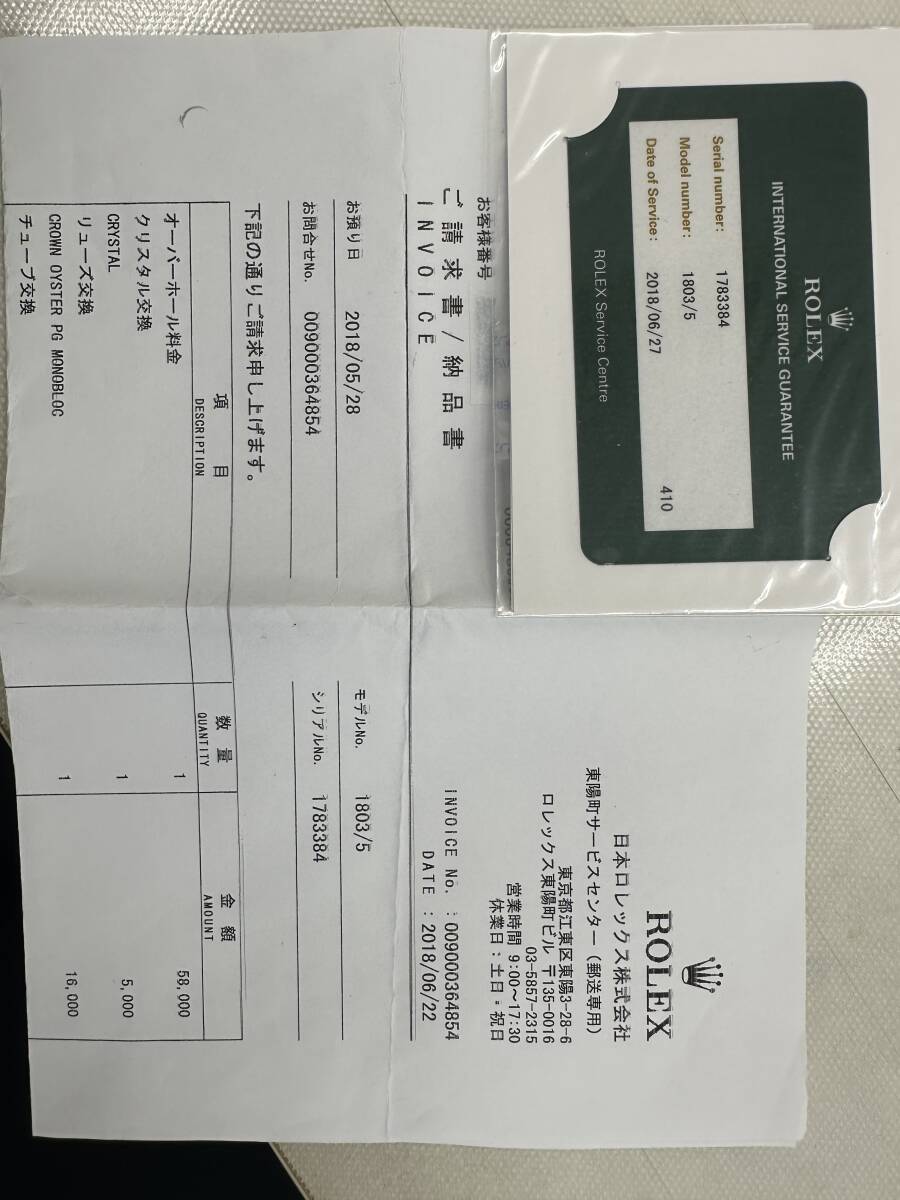 ROLEX
INTERNATIONAL SERVICE GUARANTEE
Serial number: 1783384
Model number: 1803/5
Date of Service: 2018/06/27 410
ROLEX Service Centre
ROLEX
日本ロレックス株式会社
東陽町サービスセンター(郵送専用)
東京都江東区東陽3-28-6
ロレックス東陽町ビル 〒135-0016
03-5857-2315
営業時間 9:00〜17:30
休業日:土日・祝日
お客様番号
ご請求書/納品書
INVOICE
INVOICE No. : 009000364854
DATE : 2018/06/22
お預り日 2018/05/28
モデルNo. 1803/5
お問合せNo. 009000364854
シリアルNo. 1783384
下記の通りご請求申し上げます。
項目 数量 金額
DESCRIPTION QUANTITY AMOUNT
オーバーホール料金 1 58,000
クリスタル交換
CRYSTAL 1 5,000
リューズ交換
CROWN OYSTER PG MONOBLOC 1 16,000
チューブ交換